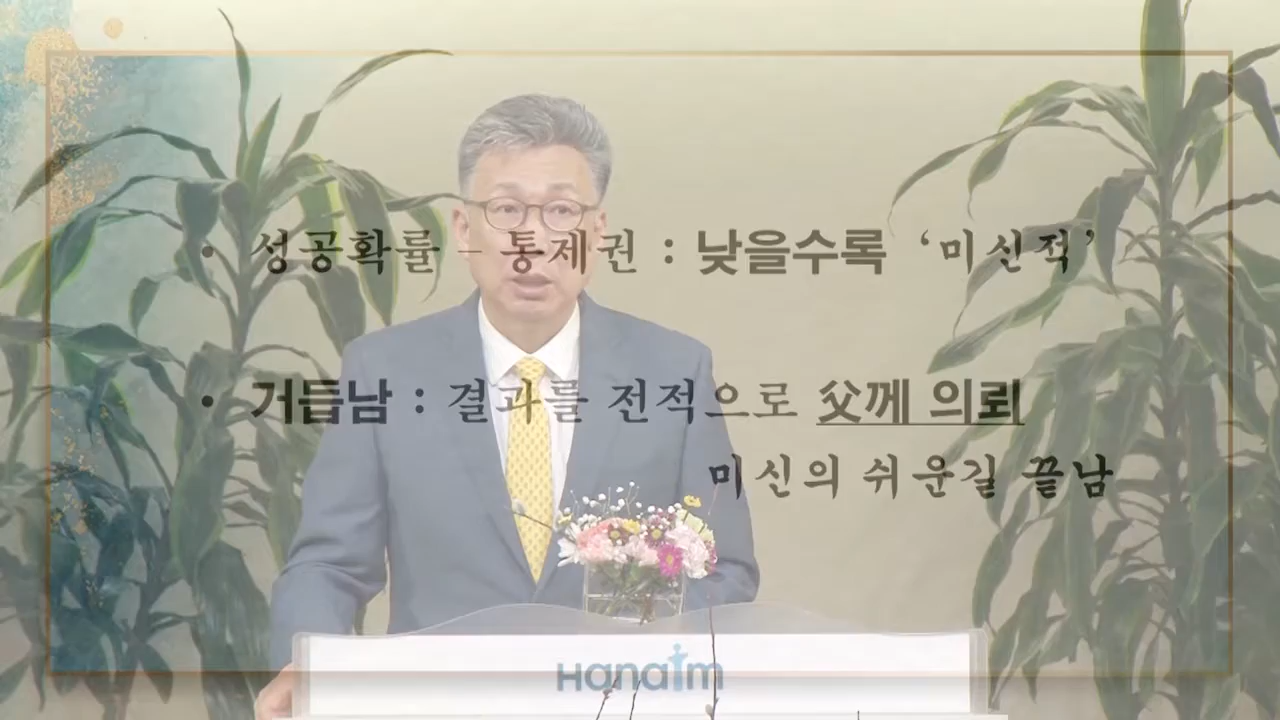 • 성공확률 – 통제권 : 낮을수록 ‘미신적’
• 거듭남 : 결과를 전적으로 父께 의뢰
미신의 쉬운길 끝남
Hanaim